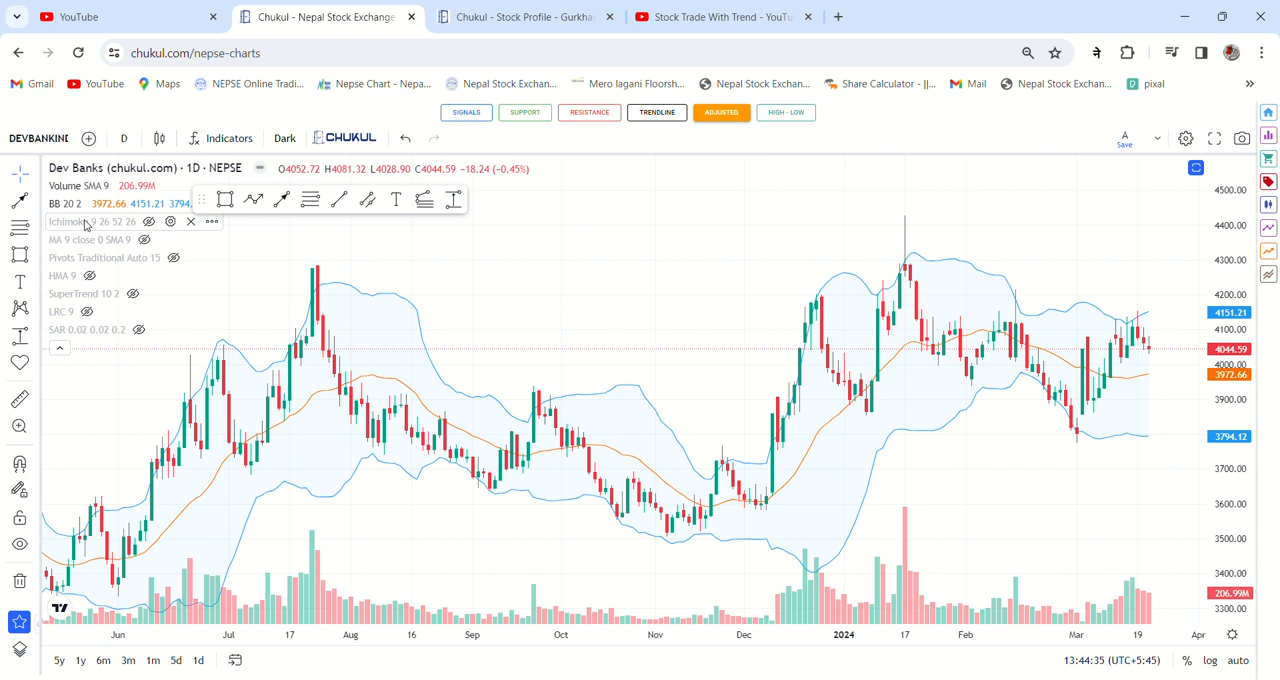 YouTube
Chukul - Nepal Stock Exchange
Chukul - Stock Profile - Gurkha
Stock Trade With Trend - YouTu
chukul.com/nepse-charts
Gmail
YouTube
Maps
NEPSE Online Tradi...
Nepse Chart - Nepa...
Nepal Stock Exchan...
Mero lagani Floorsh...
Nepal Stock Exchan...
Share Calculator - ||...
Mail
Nepal Stock Exchan...
pixal
SIGNALS
SUPPORT
RESISTANCE
TRENDLINE
ADJUSTED
HIGH - LOW
DEVBANKIN
D
Indicators
Dark
CHUKUL
A
Save
Dev Banks (chukul.com) · 1D · NEPSE
O4052.72 H4081.32 L4028.90 C4044.59 -18.24 (-0.45%)
Volume SMA 9 206.99M
BB 20 2 3972.66 4151.21 3794.
Ichimoku 9 26 52 26
MA 9 close 0 SMA 9
Pivots Traditional Auto 15
HMA 9
SuperTrend 10 2
LRC 9
SAR 0.02 0.02 0.2
4500.00
4400.00
4300.00
4200.00
4151.21
4100.00
4044.59
4000.00
3972.66
3900.00
3794.12
3700.00
3600.00
3500.00
3400.00
206.99M
3300.00
Jun
Jul
17
Aug
16
Sep
Oct
Nov
Dec
2024
17
Feb
Mar
19
Apr
5y
1y
6m
3m
1m
5d
1d
13:44:35 (UTC+5:45)
%
log
auto